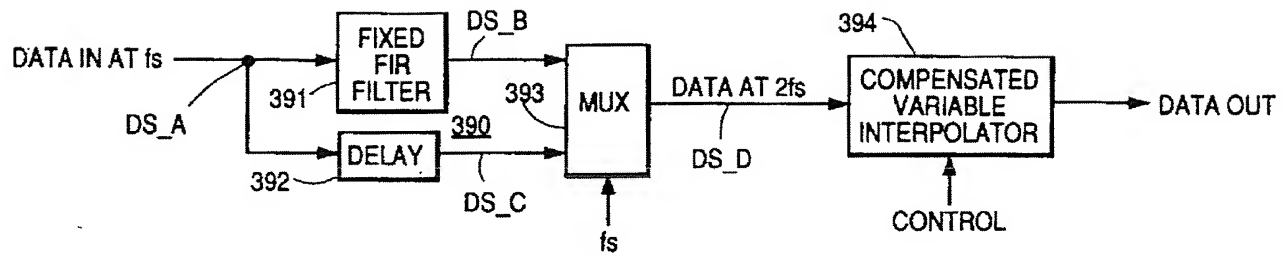 DATA IN AT fs
DS_A
391
FIXED
FIR
FILTER
DS_B
392
DELAY
390
DS_C
393
MUX
fs
DATA AT 2fs
DS_D
394
COMPENSATED
VARIABLE
INTERPOLATOR
CONTROL
DATA OUT